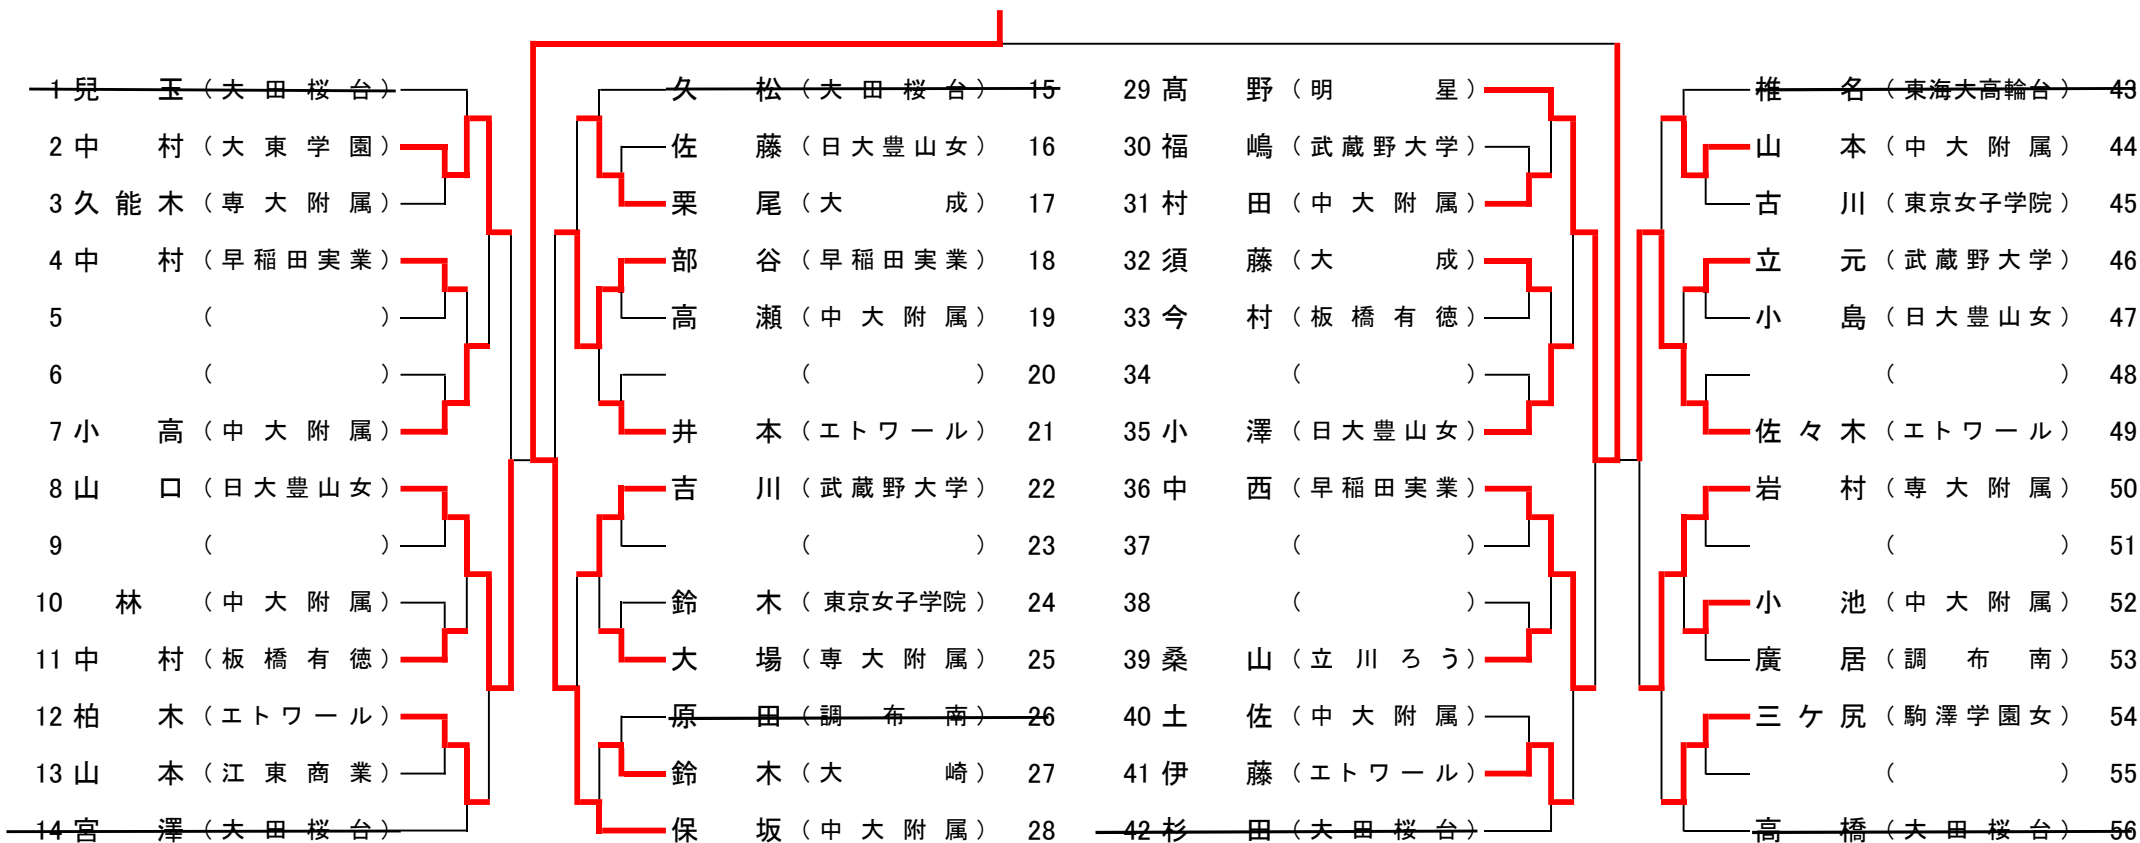 1 兒玉（大田桜台） 久松（大田桜台） 15 29 髙野（明星） 椎名（東海大高輪台） 43
2 中村（大東学園） 佐藤（日大豊山女） 16 30 福嶋（武蔵野大学） 山本（中大附属） 44
3 久能木（専大附属） 栗尾（大成） 17 31 村田（中大附属） 古川（東京女子学院） 45
4 中村（早稲田実業） 部谷（早稲田実業） 18 32 須藤（大成） 立元（武蔵野大学） 46
5 （ ） 高瀬（中大附属） 19 33 今村（板橋有徳） 小島（日大豊山女） 47
6 （ ） （ ） 20 34 （ ） （ ） 48
7 小高（中大附属） 井本（エトワール） 21 35 小澤（日大豊山女） 佐々木（エトワール） 49
8 山口（日大豊山女） 吉川（武蔵野大学） 22 36 中西（早稲田実業） 岩村（専大附属） 50
9 （ ） （ ） 23 37 （ ） （ ） 51
10 林（中大附属） 鈴木（東京女子学院） 24 38 （ ） 小池（中大附属） 52
11 中村（板橋有徳） 大場（専大附属） 25 39 桑山（立川ろう） 廣居（調布南） 53
12 柏木（エトワール） 原田（調布南） 26 40 土佐（中大附属） 三ケ尻（駒澤学園女） 54
13 山本（江東商業） 鈴木（大崎） 27 41 伊藤（エトワール） （ ） 55
14 宮澤（大田桜台） 保坂（中大附属） 28 42 杉田（大田桜台） 高橋（大田桜台） 56